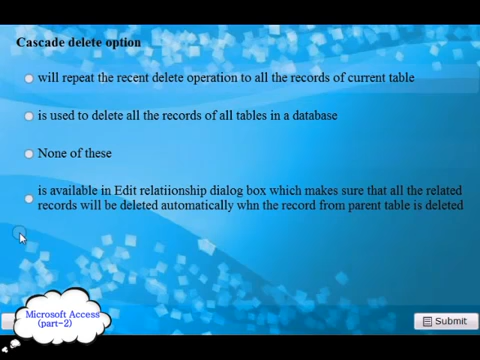 Cascade delete option
will repeat the recent delete operation to all the records of current table
is used to delete all the records of all tables in a database
None of these
is available in Edit relatiionship dialog box which makes sure that all the related
records will be deleted automatically whn the record from parent table is deleted
Microsoft Access
(part-2)
Submit